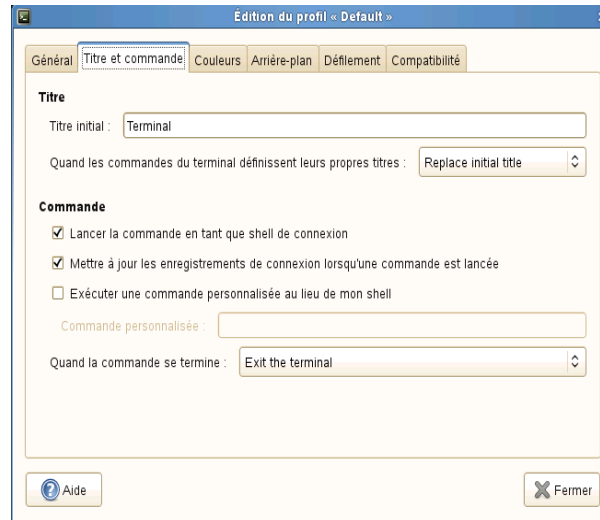 Édition du profil « Default »
Général Titre et commande Couleurs Arrière-plan Défilement Compatibilité
Titre
Titre initial : Terminal
Quand les commandes du terminal définissent leurs propres titres : Replace initial title
Commande
Lancer la commande en tant que shell de connexion
Mettre à jour les enregistrements de connexion lorsqu'une commande est lancée
Exécuter une commande personnalisée au lieu de mon shell
Commande personnalisée :
Quand la commande se termine : Exit the terminal
Aide Fermer